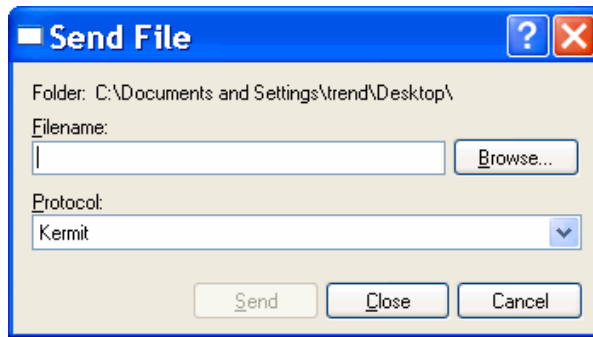 Send File
Folder: C:\Documents and Settings\trend\Desktop\
Filename:
Browse...
Protocol:
Kermit
Send Close Cancel